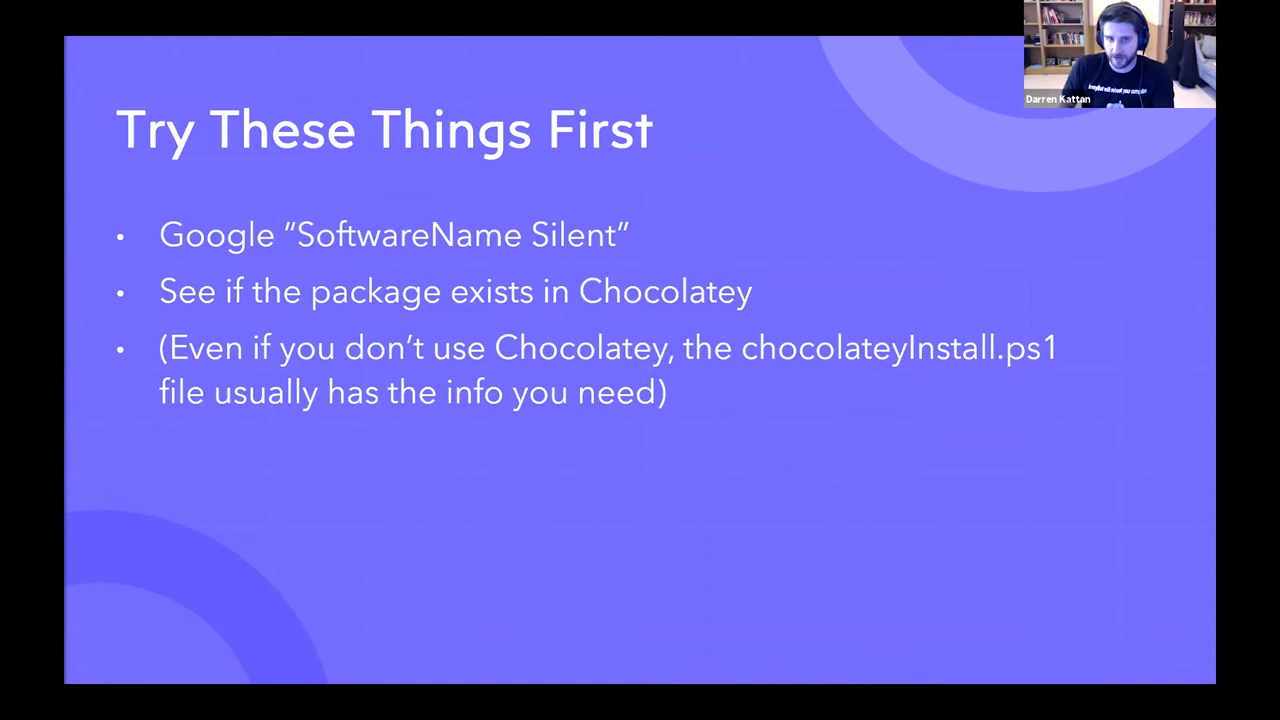 Try These Things First
• Google “SoftwareName Silent”
• See if the package exists in Chocolatey
• (Even if you don’t use Chocolatey, the chocolateyInstall.ps1
file usually has the info you need)
Darren Kattan